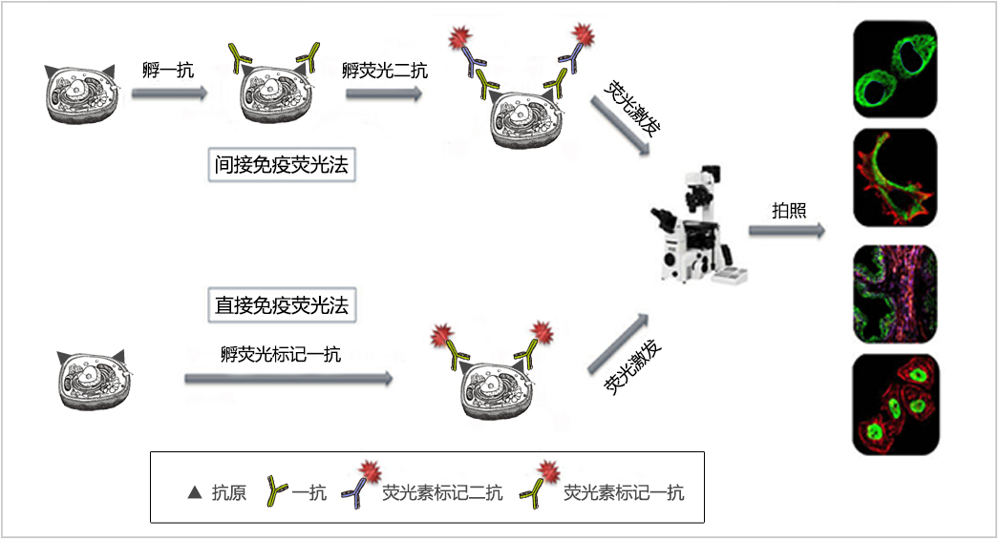 孵一抗
孵荧光二抗
荧光激发
间接免疫荧光法
拍照
直接免疫荧光法
孵荧光标记一抗
荧光激发
抗原
一抗
荧光素标记二抗
荧光素标记一抗